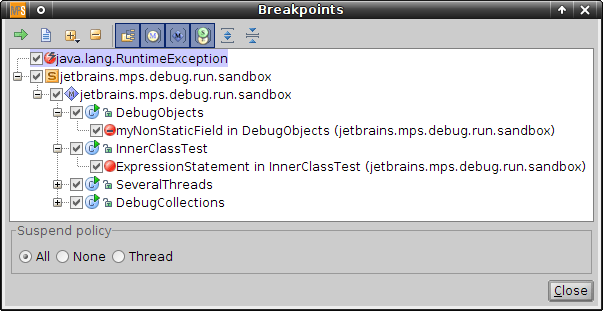 Breakpoints
java.lang.RuntimeException
S jetbrains.mps.debug.run.sandbox
M jetbrains.mps.debug.run.sandbox
C DebugObjects
myNonStaticField in DebugObjects (jetbrains.mps.debug.run.sandbox)
C InnerClassTest
ExpressionStatement in InnerClassTest (jetbrains.mps.debug.run.sandbox)
C SeveralThreads
C DebugCollections
Suspend policy
All None Thread
Close